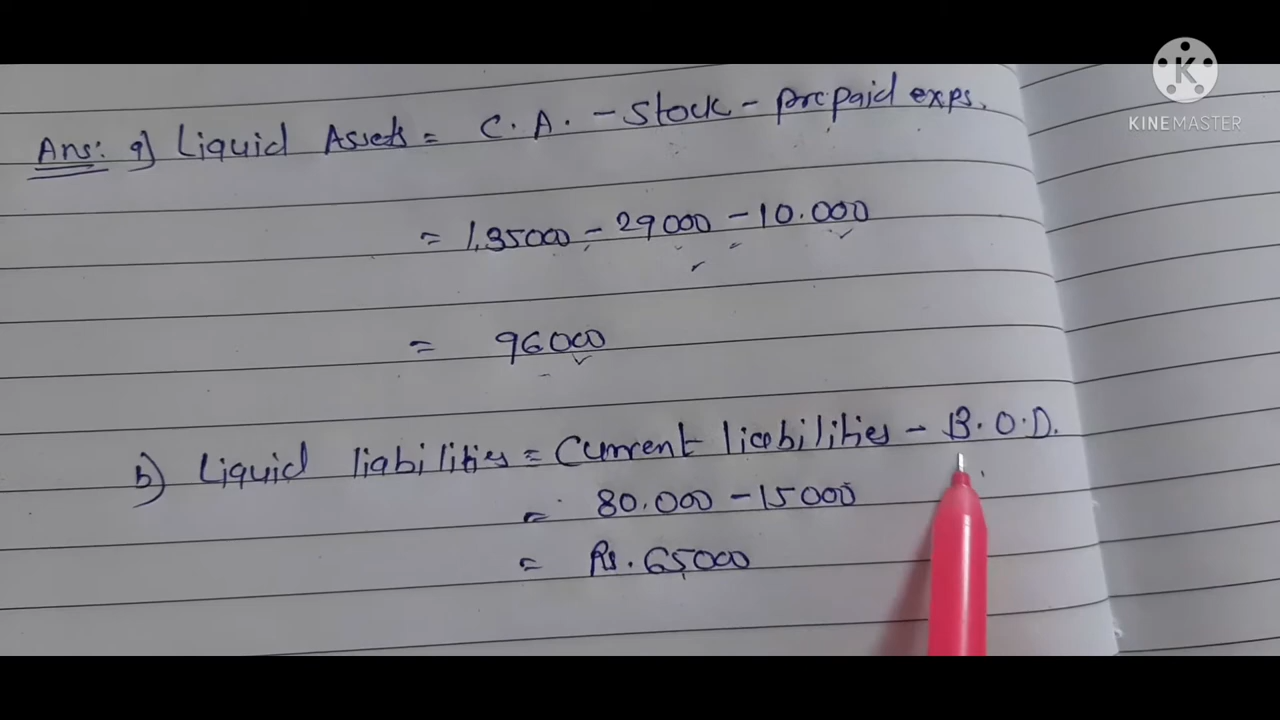 K
KINEMASTER
Ans: a) Liquid Assets = C.A. - Stock - prepaid exps.
= 1,35000 - 29000 - 10.000
= 96000
b) Liquid liabilities = Current liabilities - B.O.D.
= 80.000 - 15000
= Rs. 65000